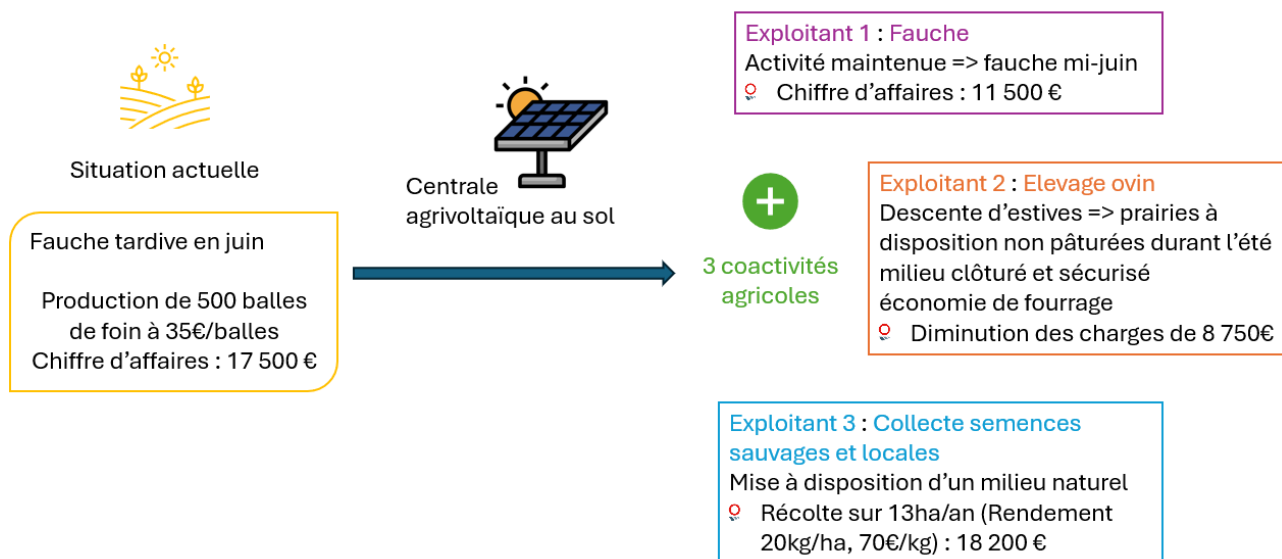 Situation actuelle
Fauche tardive en juin
Production de 500 balles
de foin à 35€/balles
Chiffre d'affaires : 17 500 €
Centrale
agrivoltaïque au sol
3 coactivités
agricoles
Exploitant 1 : Fauche
Activité maintenue => fauche mi-juin
Chiffre d'affaires : 11 500 €
Exploitant 2 : Elevage ovin
Descente d'estives => prairies à
disposition non pâturées durant l'été
milieu clôturé et sécurisé
économie de fourrage
Diminution des charges de 8 750€
Exploitant 3 : Collecte semences
sauvages et locales
Mise à disposition d'un milieu naturel
Récolte sur 13ha/an (Rendement
20kg/ha, 70€/kg) : 18 200 €